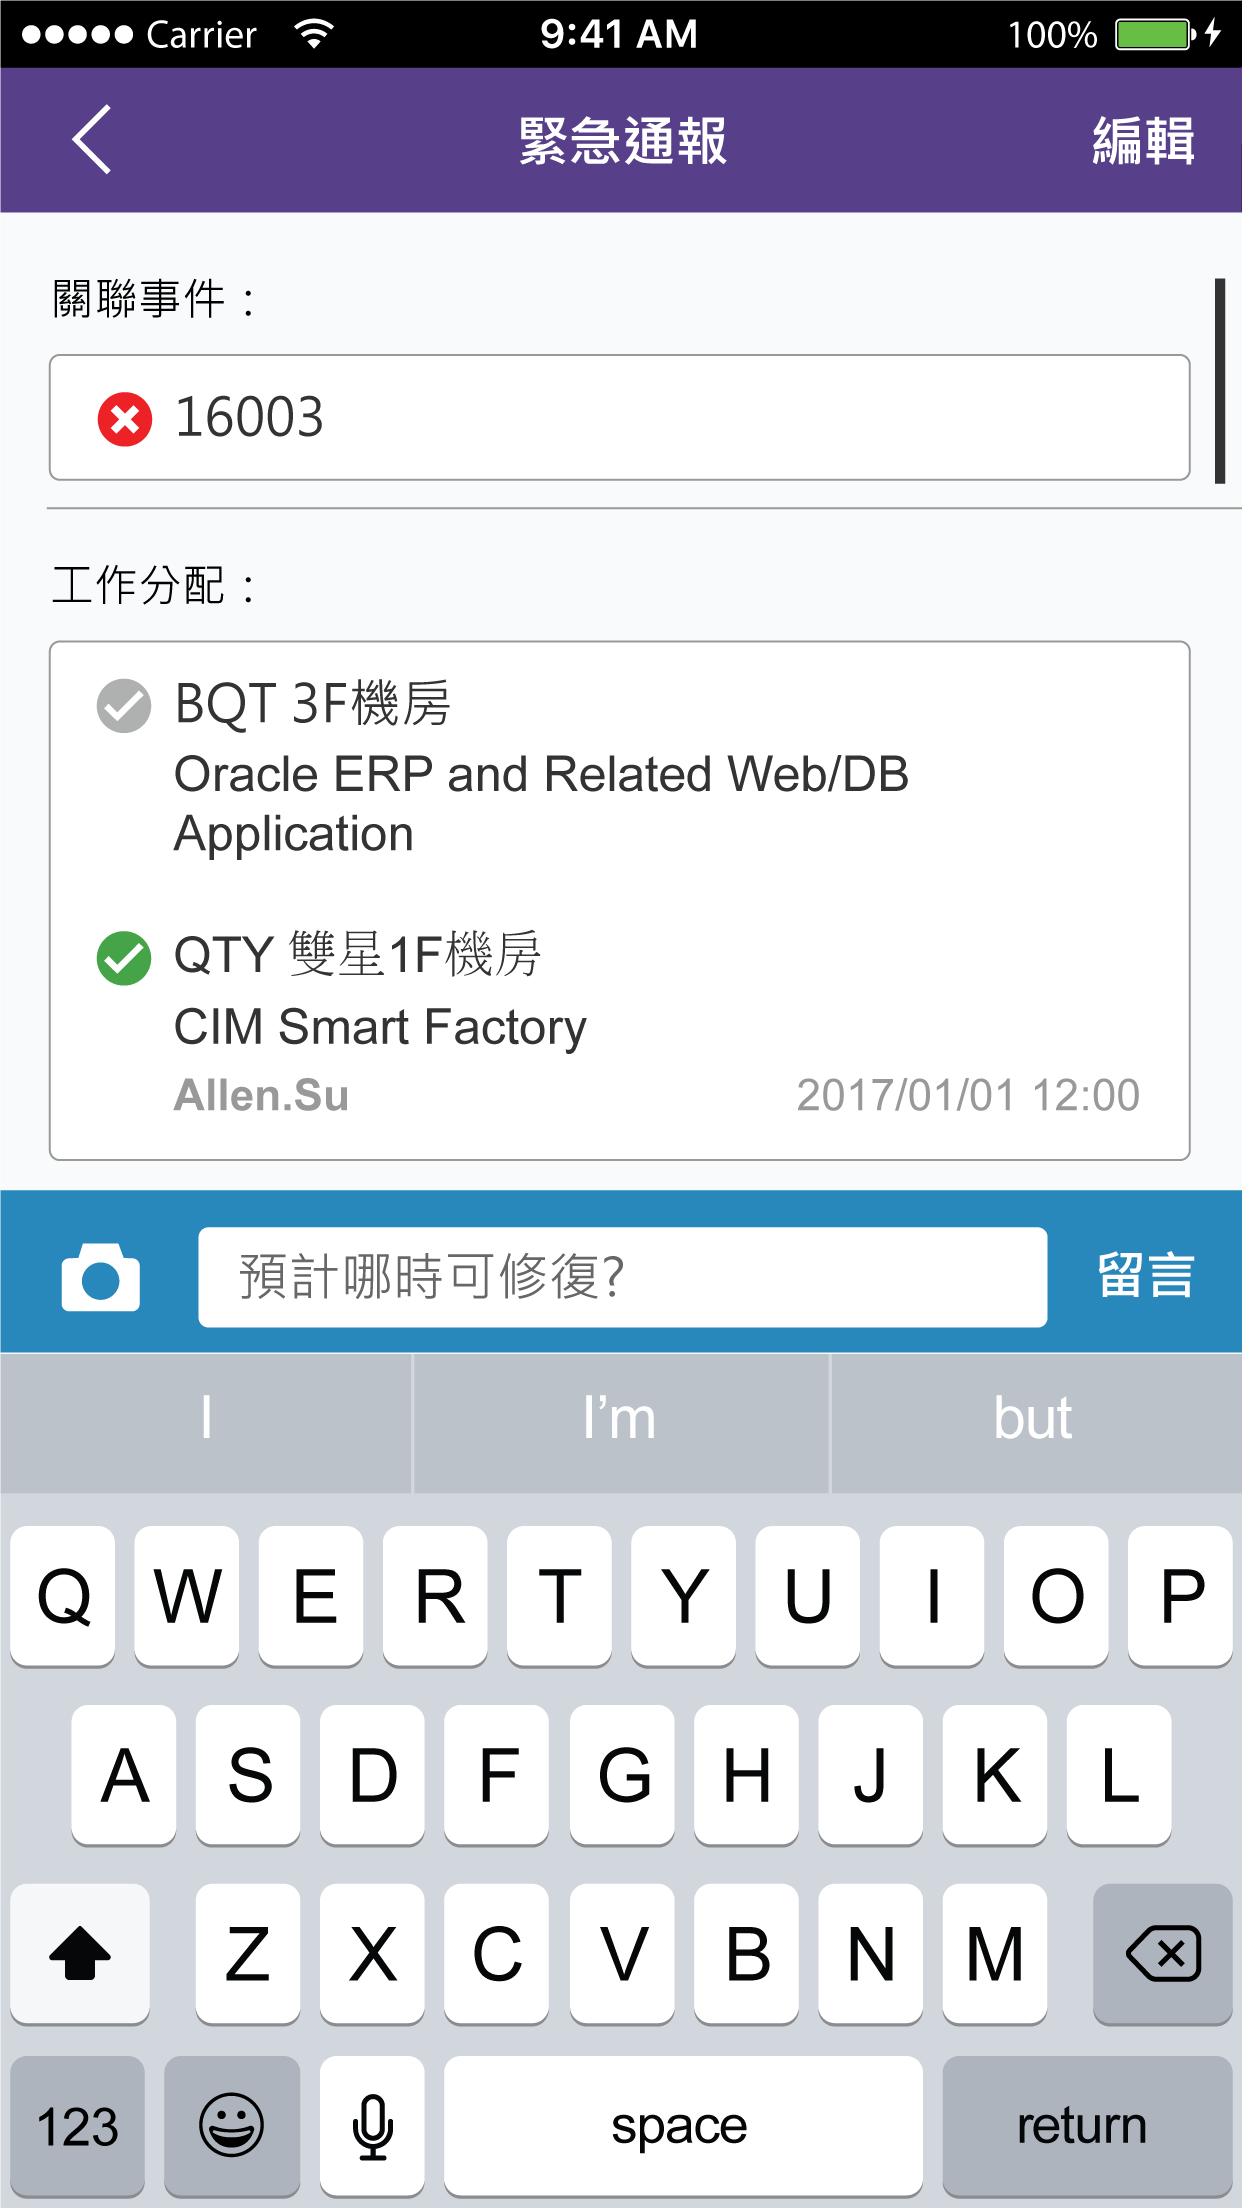 Carrier 9:41 AM 100%
緊急通報 編輯
關聯事件：
16003
工作分配：
BQT 3F機房
Oracle ERP and Related Web/DB
Application
QTY 雙星1F機房
CIM Smart Factory
Allen.Su 2017/01/01 12:00
預計哪時可修復? 留言
I I’m but
Q W E R T Y U I O P
A S D F G H J K L
Z X C V B N M
123 space return